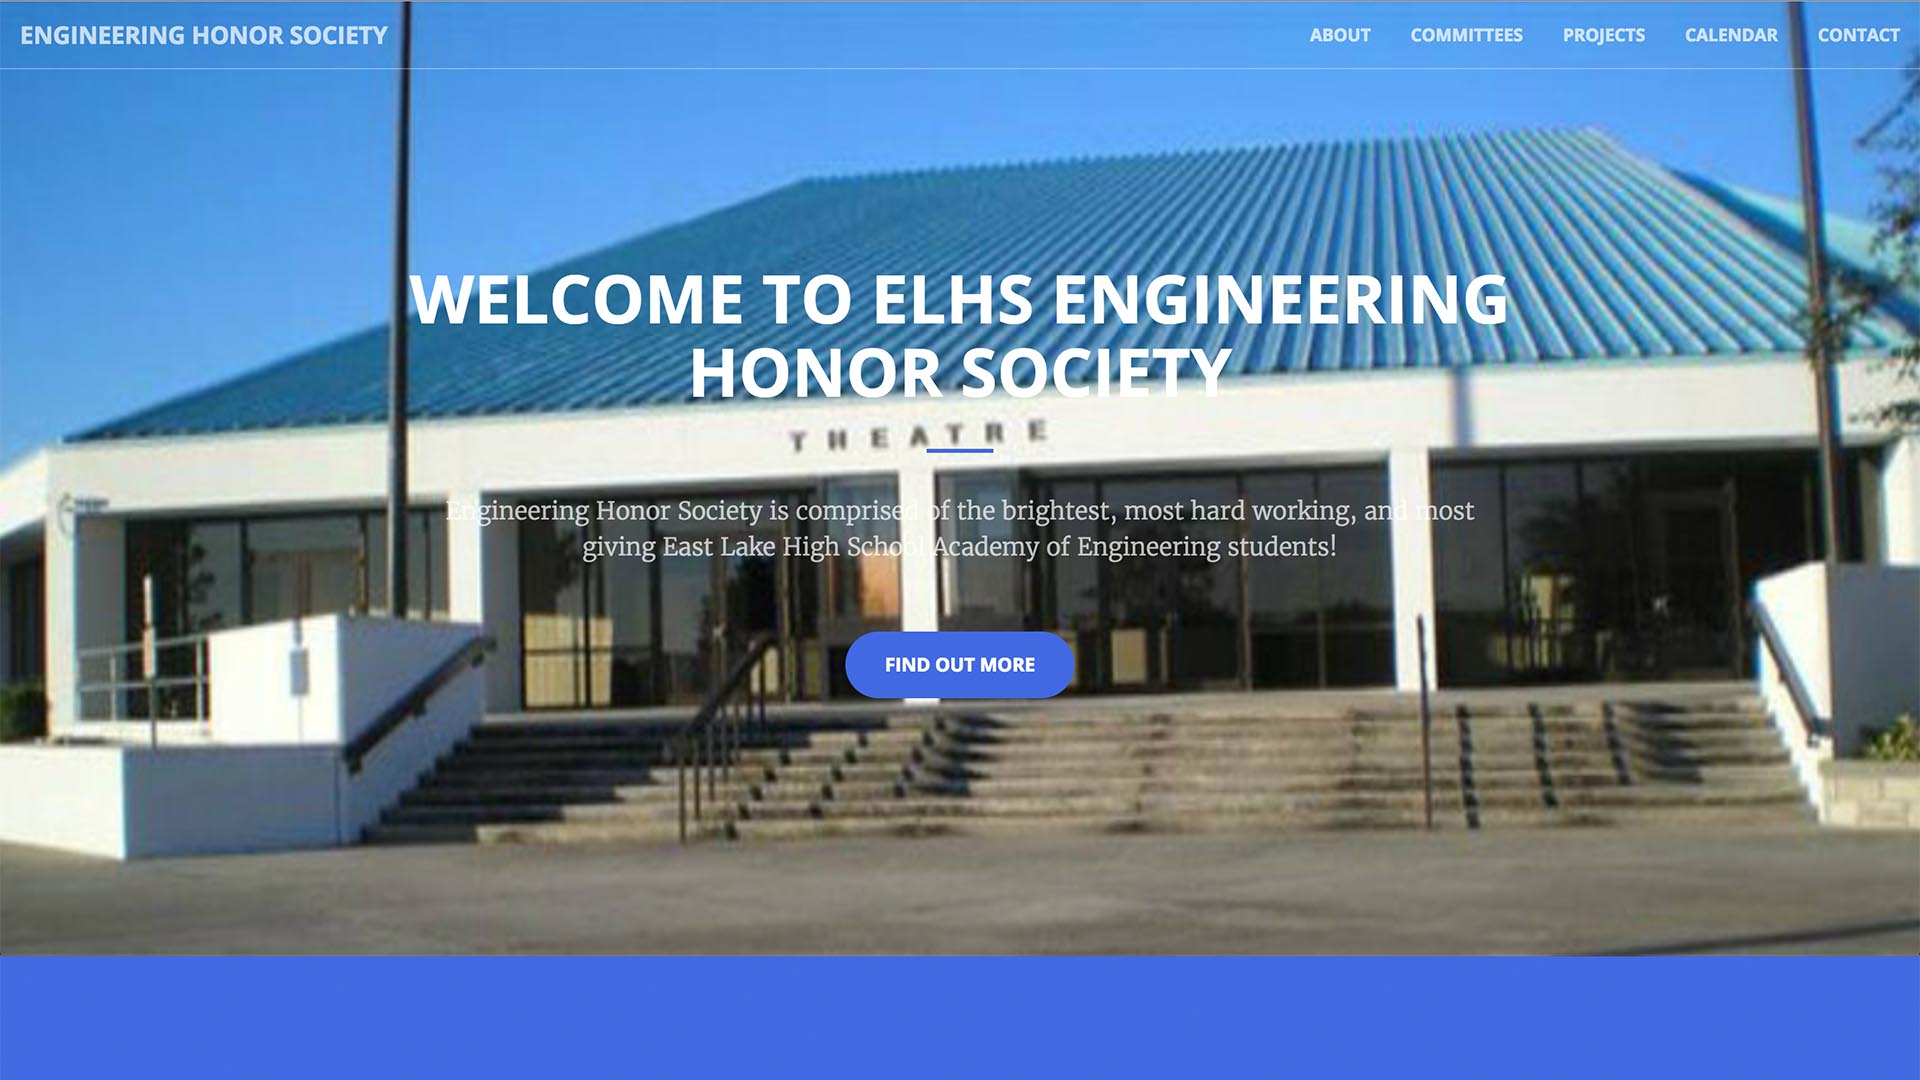 ENGINEERING HONOR SOCIETY
ABOUT COMMITTEES PROJECTS CALENDAR CONTACT
WELCOME TO ELHS ENGINEERING
HONOR SOCIETY
THEATRE
Engineering Honor Society is comprised of the brightest, most hard working, and most
giving East Lake High School Academy of Engineering students!
FIND OUT MORE